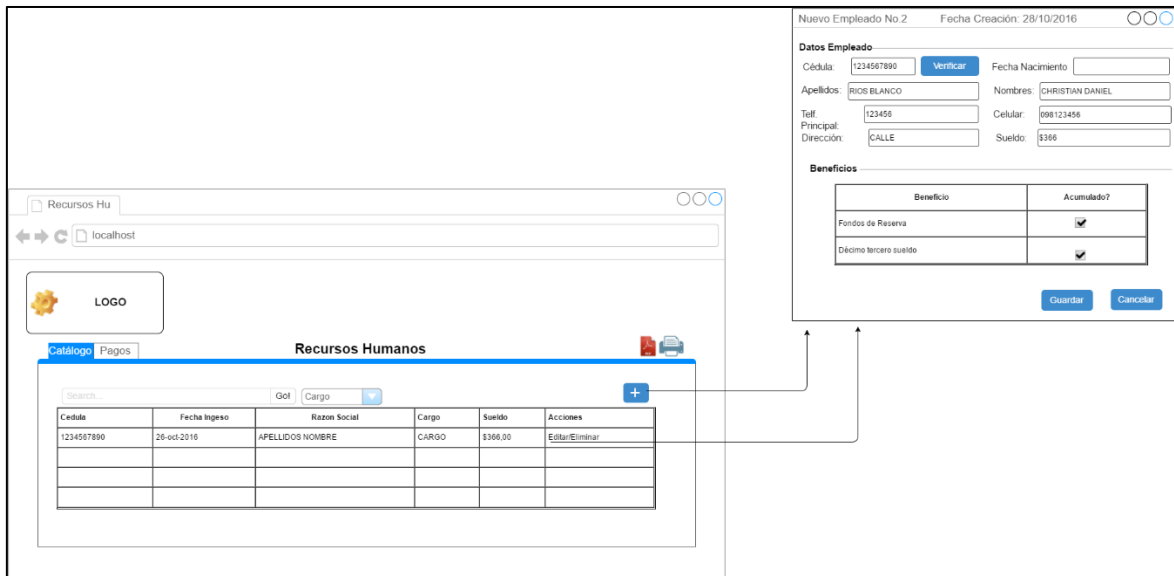 Nuevo Empleado No.2 Fecha Creación: 28/10/2016
Datos Empleado
Cédula: 1234567890 Verificar Fecha Nacimiento
Apellidos: RIOS BLANCO Nombres: CHRISTIAN DANIEL
Telf. Principal: 123456 Celular: 098123456
Dirección: CALLE Sueldo: $366
Beneficios
Beneficio Acumulado?
Fondos de Reserva
Décimo tercero sueldo
Guardar Cancelar
Recursos Hu
localhost
LOGO
Catálogo Pagos Recursos Humanos
Search... Go! Cargo +
Cedula Fecha Ingeso Razon Social Cargo Sueldo Acciones
1234567890 26-oct-2016 APELLIDOS NOMBRE CARGO $366,00 Editar/Eliminar